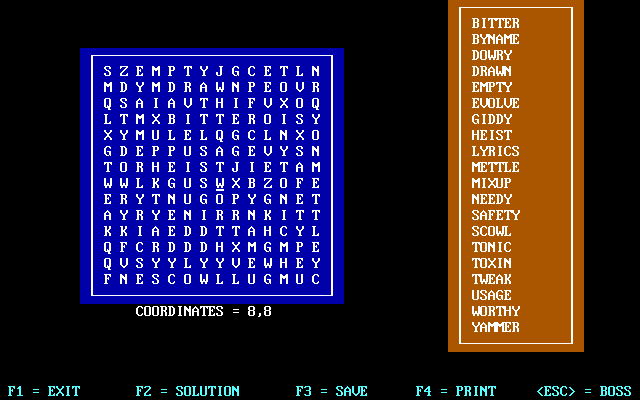 BITTER
BYNAME
DOWRY
DRAWN
EMPTY
EVOLVE
GIDDY
HEIST
LYRICS
METTLE
MIXUP
NEEDY
SAFETY
SCOWL
TONIC
TOXIN
TWEAK
USAGE
WORTHY
YAMMER
S Z E M P T Y J G C E T L N
M D Y M D R A W N P E O V R
Q S A I A V T H I F V X O Q
L T M X B I T T E R O I S Y
X Y M U L E L Q G C L N X O
G D E P P U S A G E V Y S N
T O R H E I S T J I E T A M
W W L K G U S W X B Z O F E
E R Y T N U G O P Y G N E T
A Y R Y E N I R R N K I T T
K K I A E D D T T A H C Y L
Q F C R D D D H X M G M P E
Q V S Y Y L Y Y V E W H E Y
F N E S C O W L L U G M U C
COORDINATES = 8,8
F1 = EXIT F2 = SOLUTION F3 = SAVE F4 = PRINT <ESC> = BOSS